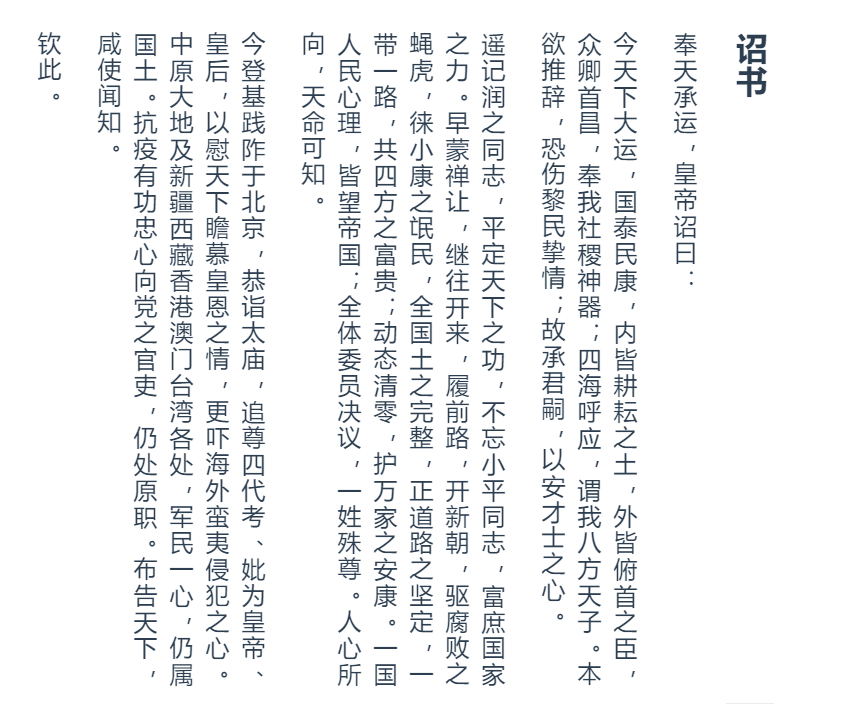 诏书
奉天承运，皇帝诏曰：
今天下大运，国泰民康，内皆耕耘之土，外皆俯首之臣，
众卿首昌，奉我社稷神器；四海呼应，谓我八方天子。本
欲推辞，恐伤黎民挚情；故承君嗣，以安才士之心。
遥记润之同志，平定天下之功，不忘小平同志，富庶国家
之力。早蒙禅让，继往开来，履前路，开新朝，驱腐败之
蝇虎，徕小康之氓民，全国土之完整，正道路之坚定，一
带一路，共四方之富贵；动态清零，护万家之安康。一国
人民心理，皆望帝国；全体委员决议，一姓殊尊。人心所
向，天命可知。
今登基践阼于北京，恭诣太庙，追尊四代考、妣为皇帝、
皇后，以慰天下瞻慕皇恩之情，更吓海外蛮夷侵犯之心。
中原大地及新疆西藏香港澳门台湾各处，军民一心，仍属
国土。抗疫有功忠心向党之官吏，仍处原职。布告天下，
咸使闻知。
钦此。